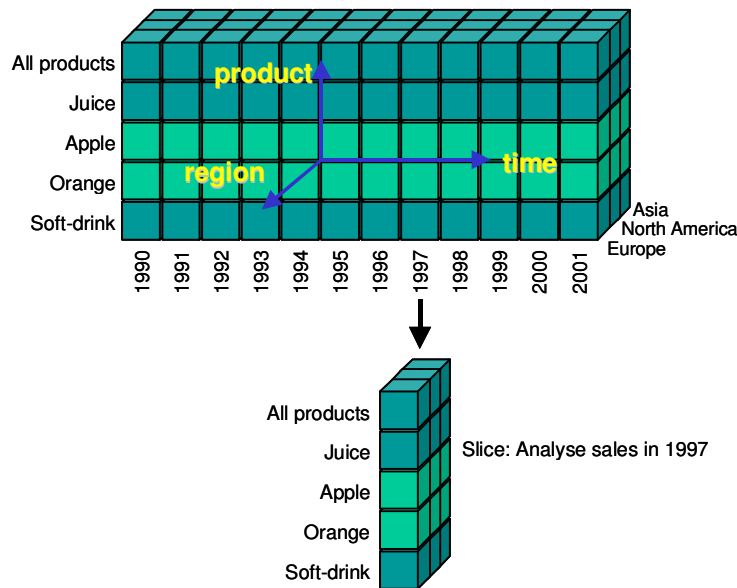 All products
product
Juice
Apple
region
time
Orange
Soft-drink
Asia
North America
Europe
1990
1991
1992
1993
1994
1995
1996
1997
1998
1999
2000
2001
All products
Juice
Slice: Analyse sales in 1997
Apple
Orange
Soft-drink